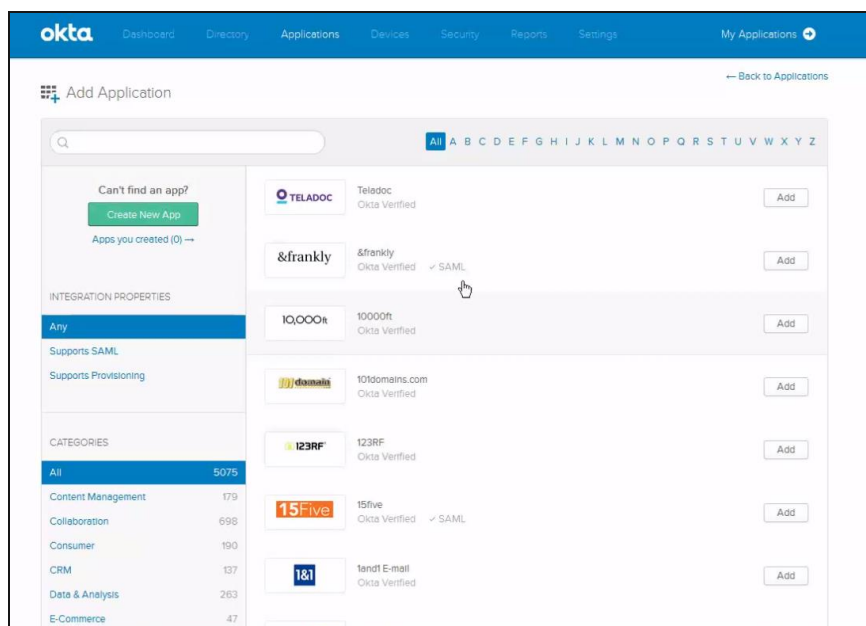 okta Dashboard Directory Applications Devices Security Reports Settings My Applications
← Back to Applications
Add Application
All A B C D E F G H I J K L M N O P Q R S T U V W X Y Z
Can't find an app?
Create New App
Apps you created (0) →
INTEGRATION PROPERTIES
Any
Supports SAML
Supports Provisioning
CATEGORIES
All 5075
Content Management 179
Collaboration 698
Consumer 190
CRM 137
Data & Analysis 263
E-Commerce 47
TELADOC Teladoc Add
Okta Verified
&frankly &frankly Add
Okta Verified ✓ SAML
10,000ft 10000ft Add
Okta Verified
101domain 101domains.com Add
Okta Verified
123RF 123RF Add
Okta Verified
15Five 15five Add
Okta Verified ✓ SAML
1&1 1and1 E-mail Add
Okta Verified